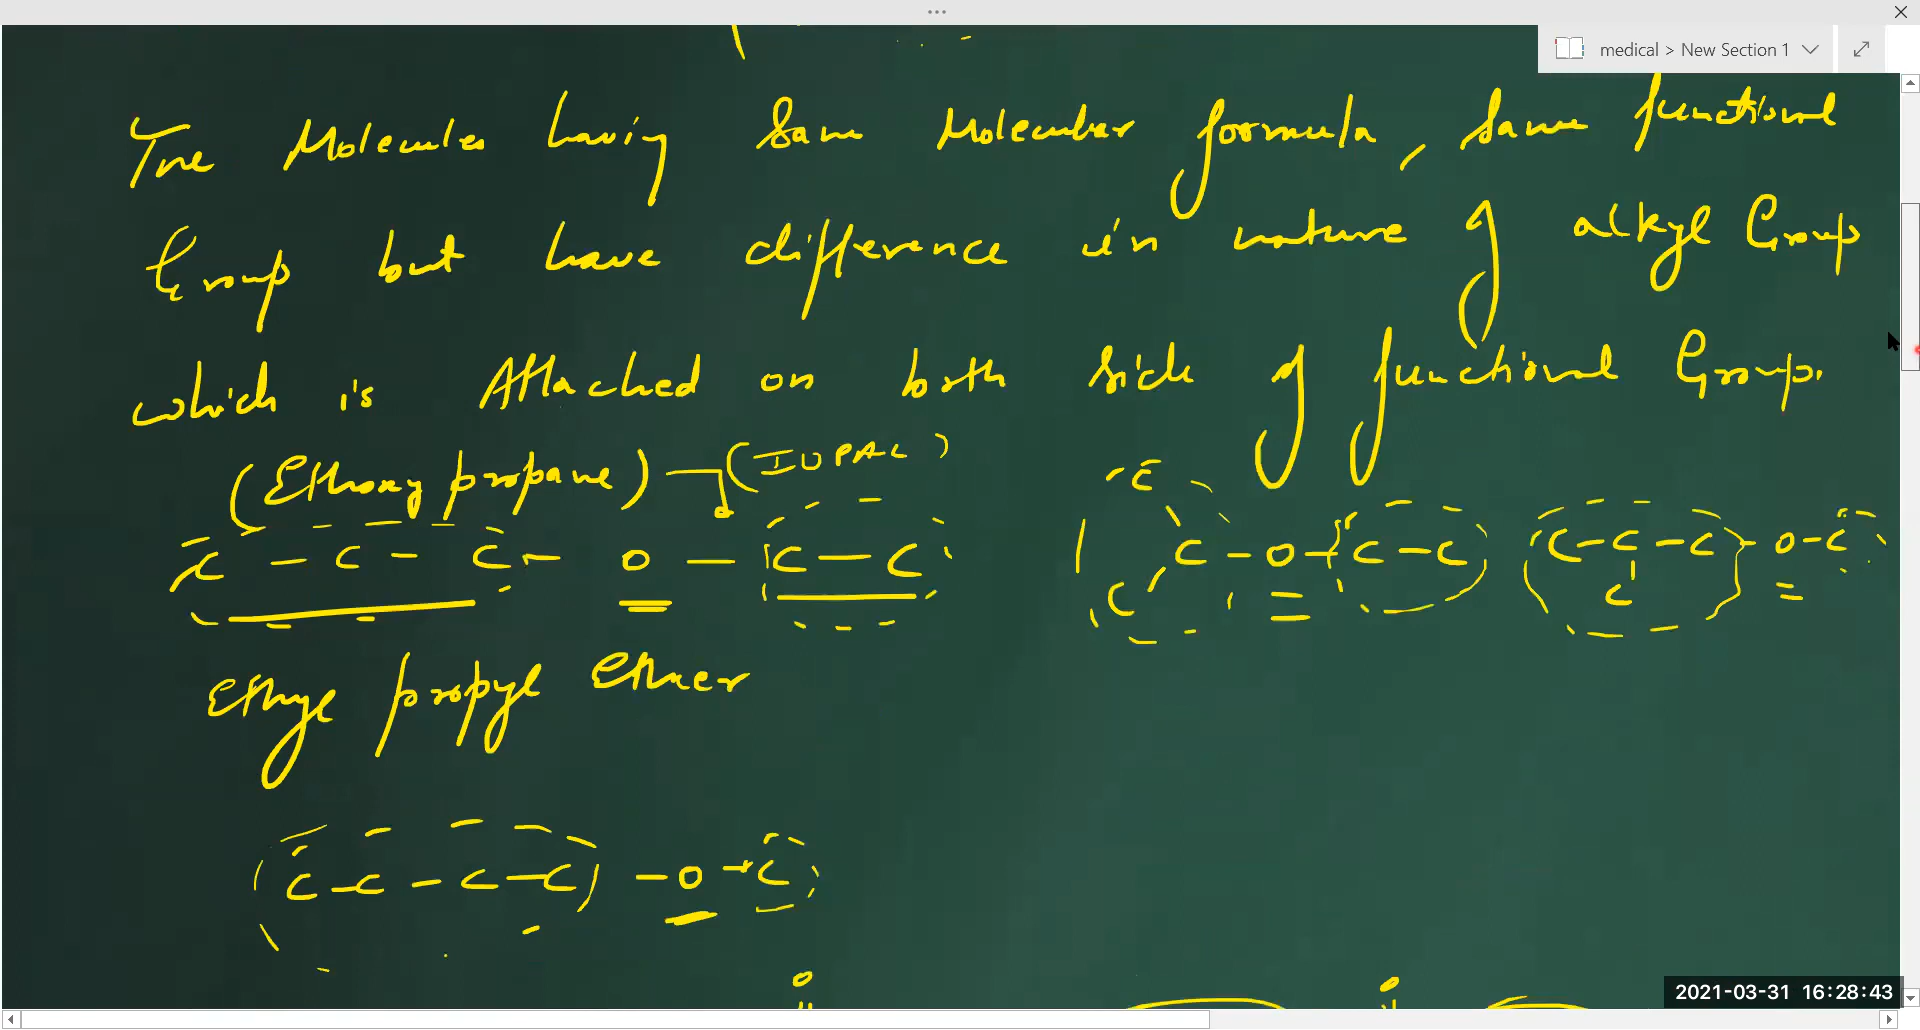 medical > New Section 1
The Molecules having Same Molecular formula, Same functional
Group but have difference in nature of alkyl Group
which is Attached on both side of functional Group.
(Ethoxy propane) (IUPAC)
C - C - C - O - C - C
C
C - O - C - C
C
C - C - C - O - C
C
Ethyl propyl Ether
C - C - C - C - O - C
O
O
2021-03-31 16:28:43